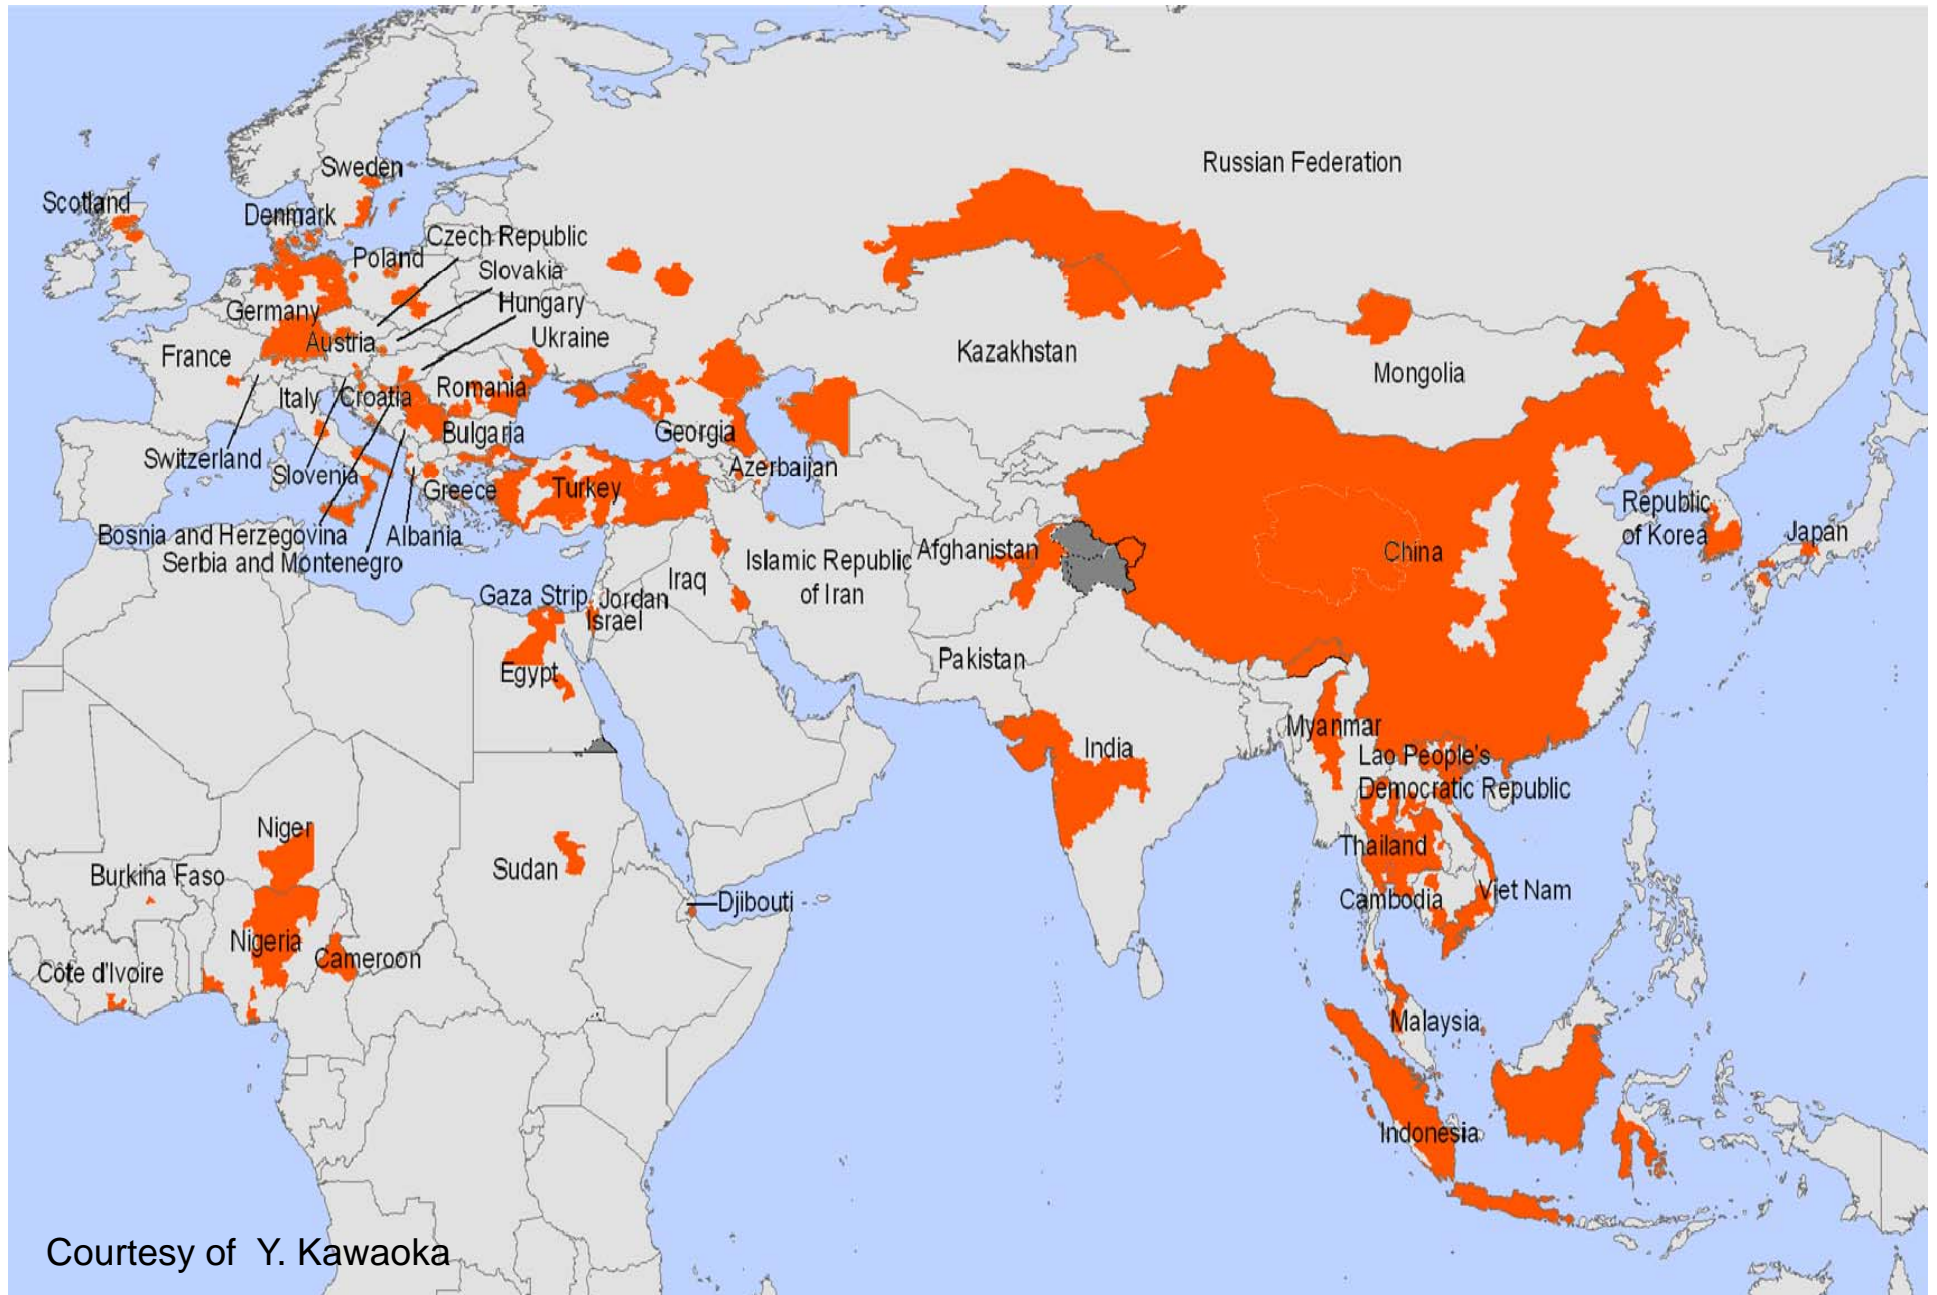 Sweden
Russian Federation
Scotland
Denmark
Czech Republic
Poland
Slovakia
Hungary
Germany
Ukraine
Austria
France
Kazakhstan
Mongolia
Italy
Croatia
Romania
Georgia
Bulgaria
Switzerland
Slovenia
Azerbaijan
Greece
Turkey
Republic
of Korea
Japan
Bosnia and Herzegovina
Albania
Serbia and Montenegro
Afghanistan
China
Islamic Republic
of Iran
Iraq
Gaza Strip
Jordan
Israel
Egypt
Pakistan
India
Myanmar
Lao People's
Democratic Republic
Niger
Thailand
Burkina Faso
Sudan
Djibouti
Cambodia
Viet Nam
Nigeria
Cameroon
Côte d'Ivoire
Malaysia
Indonesia
Courtesy of Y. Kawaoka